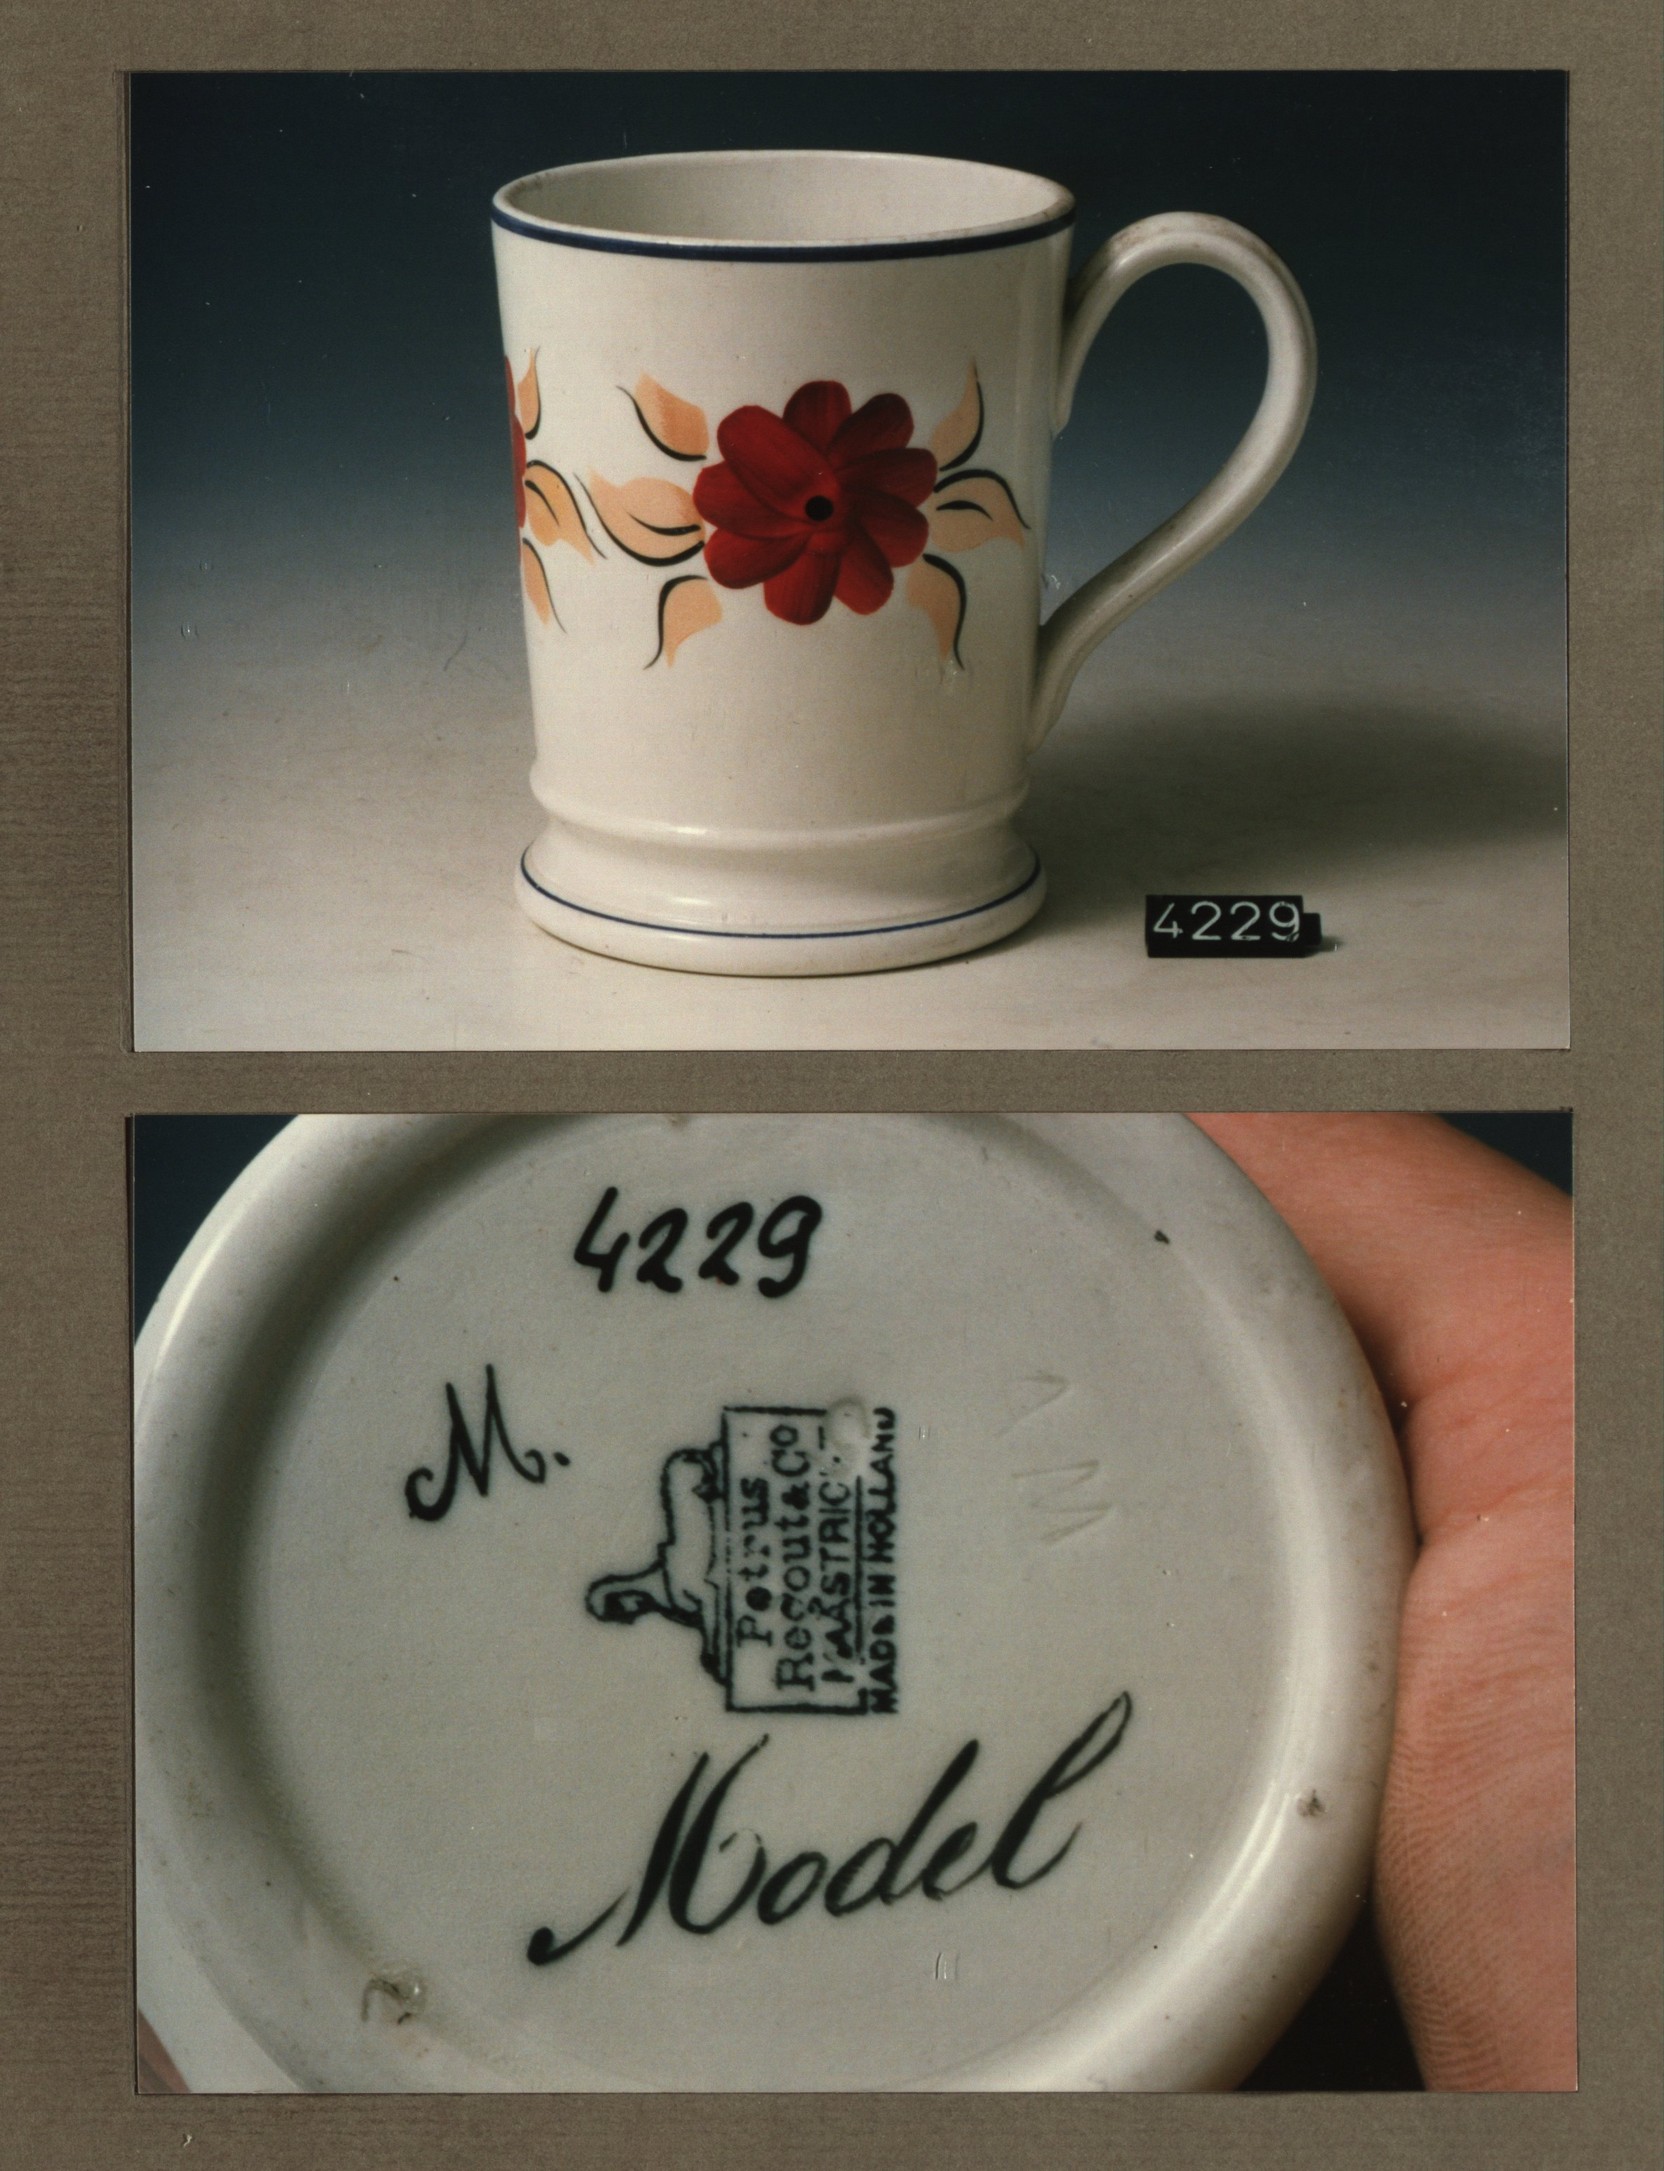 4229
4229
M.
Petrus
Regout & Co
MAASTRICHT
MADE IN HOLLAND
Model